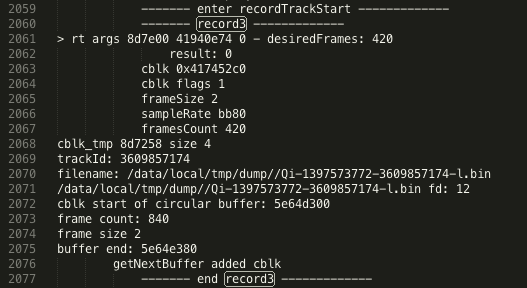 2059 ------- enter recordTrackStart -------------
2060 ------- record3 -------------
2061 > rt args 8d7e00 41940e74 0 - desiredFrames: 420
2062 result: 0
2063 cblk 0x417452c0
2064 cblk flags 1
2065 frameSize 2
2066 sampleRate bb80
2067 framesCount 420
2068 cblk_tmp 8d7258 size 4
2069 trackId: 3609857174
2070 filename: /data/local/tmp/dump//Qi-1397573772-3609857174-l.bin
2071 /data/local/tmp/dump//Qi-1397573772-3609857174-l.bin fd: 12
2072 cblk start of circular buffer: 5e64d300
2073 frame count: 840
2074 frame size 2
2075 buffer end: 5e64e380
2076 getNextBuffer added cblk
2077 ------- end record3 -------------